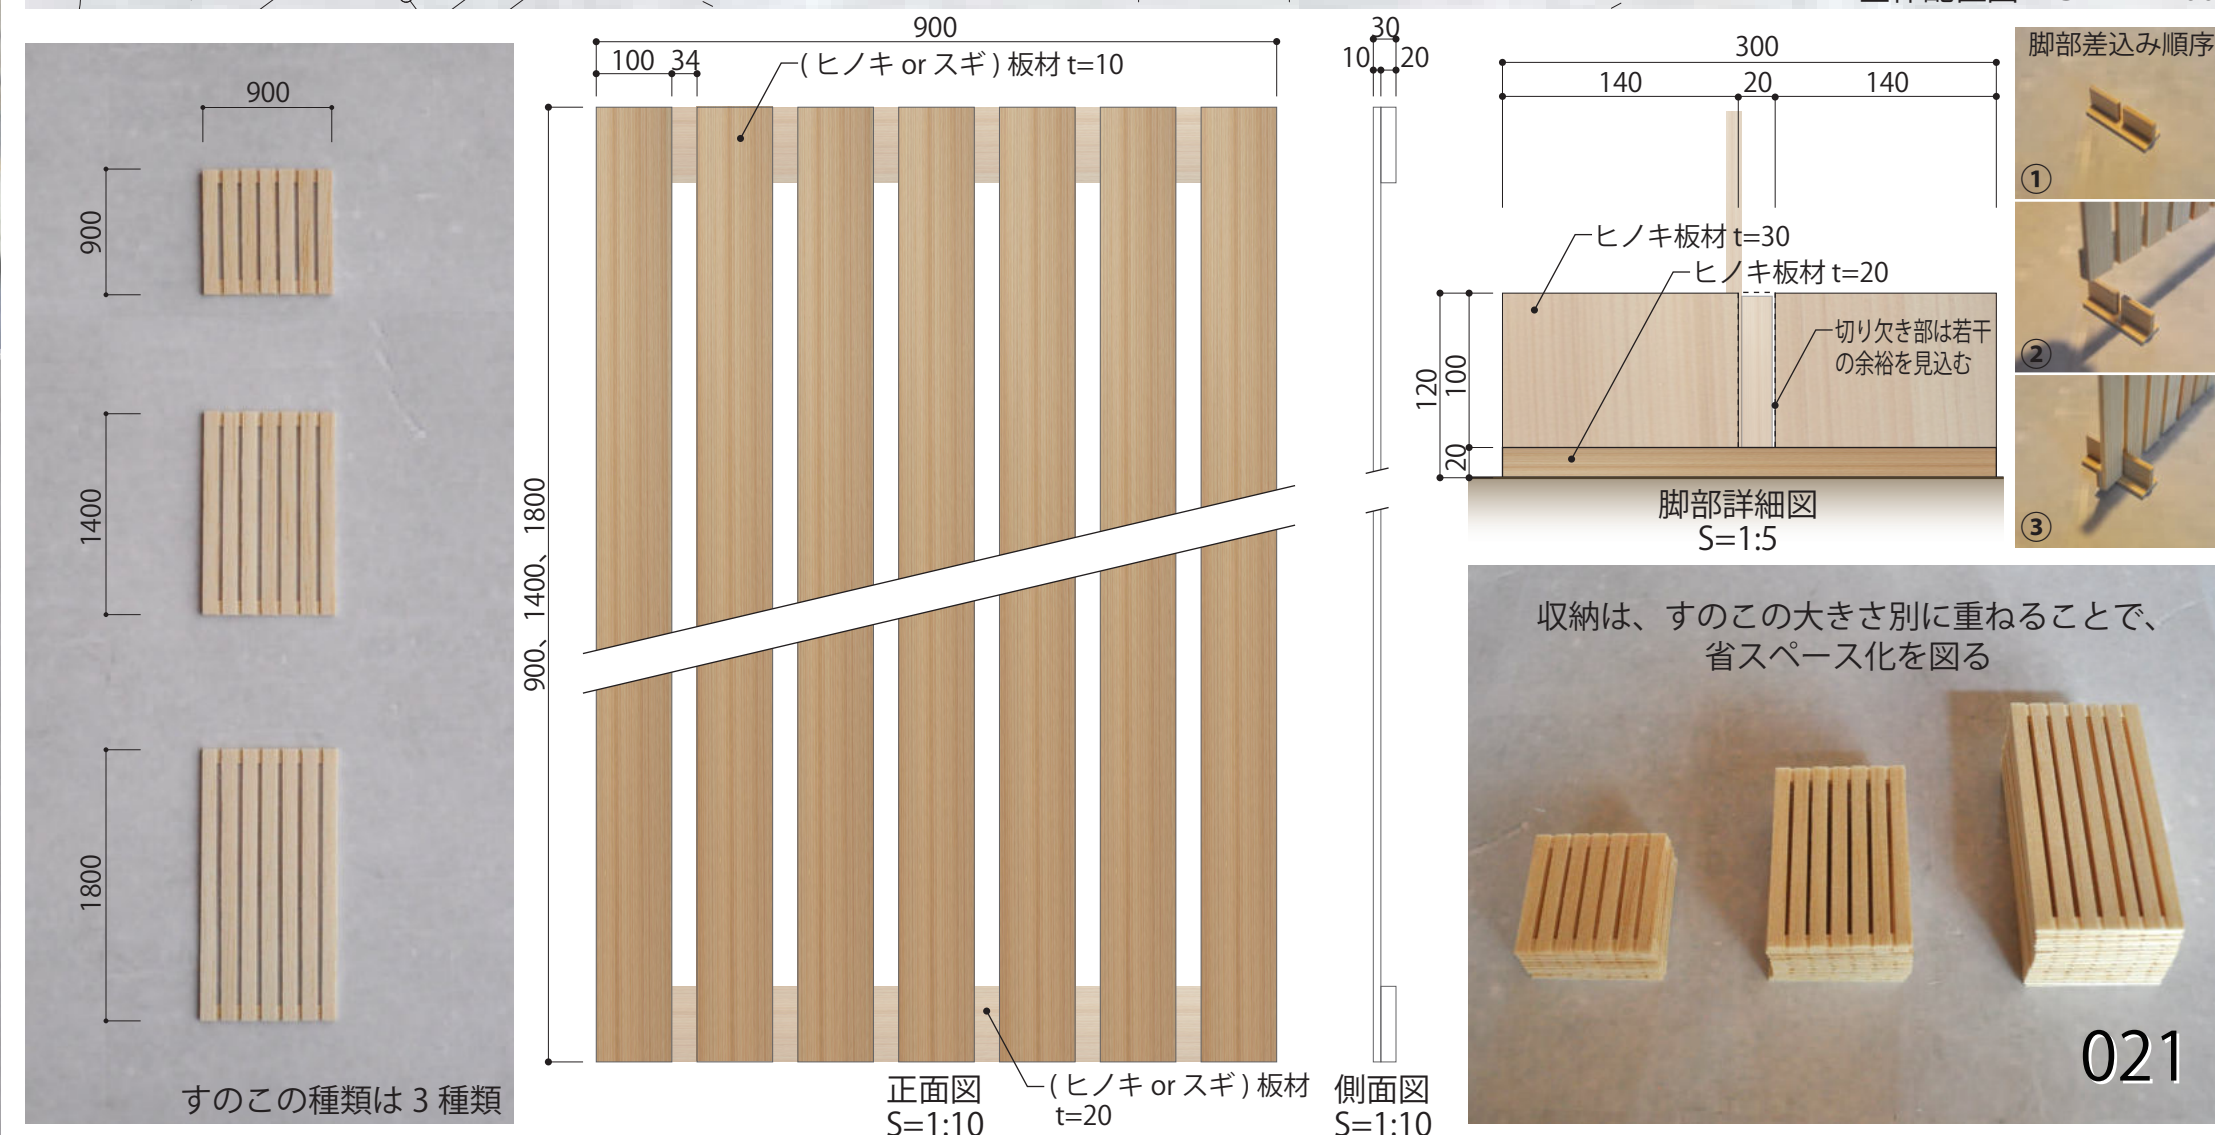 900
900
1400
1800
すのこの種類は 3 種類
900
100
34
( ヒノキ or スギ ) 板材 t=10
900、1400、1800
正面図
S=1:10
( ヒノキ or スギ ) 板材
t=20
30
10
20
側面図
S=1:10
300
140
20
140
ヒノキ板材 t=30
ヒノキ板材 t=20
切り欠き部は若干
の余裕を見込む
120
100
20
脚部詳細図
S=1:5
脚部差込み順序
①
②
③
収納は、すのこの大きさ別に重ねることで、
省スペース化を図る
021